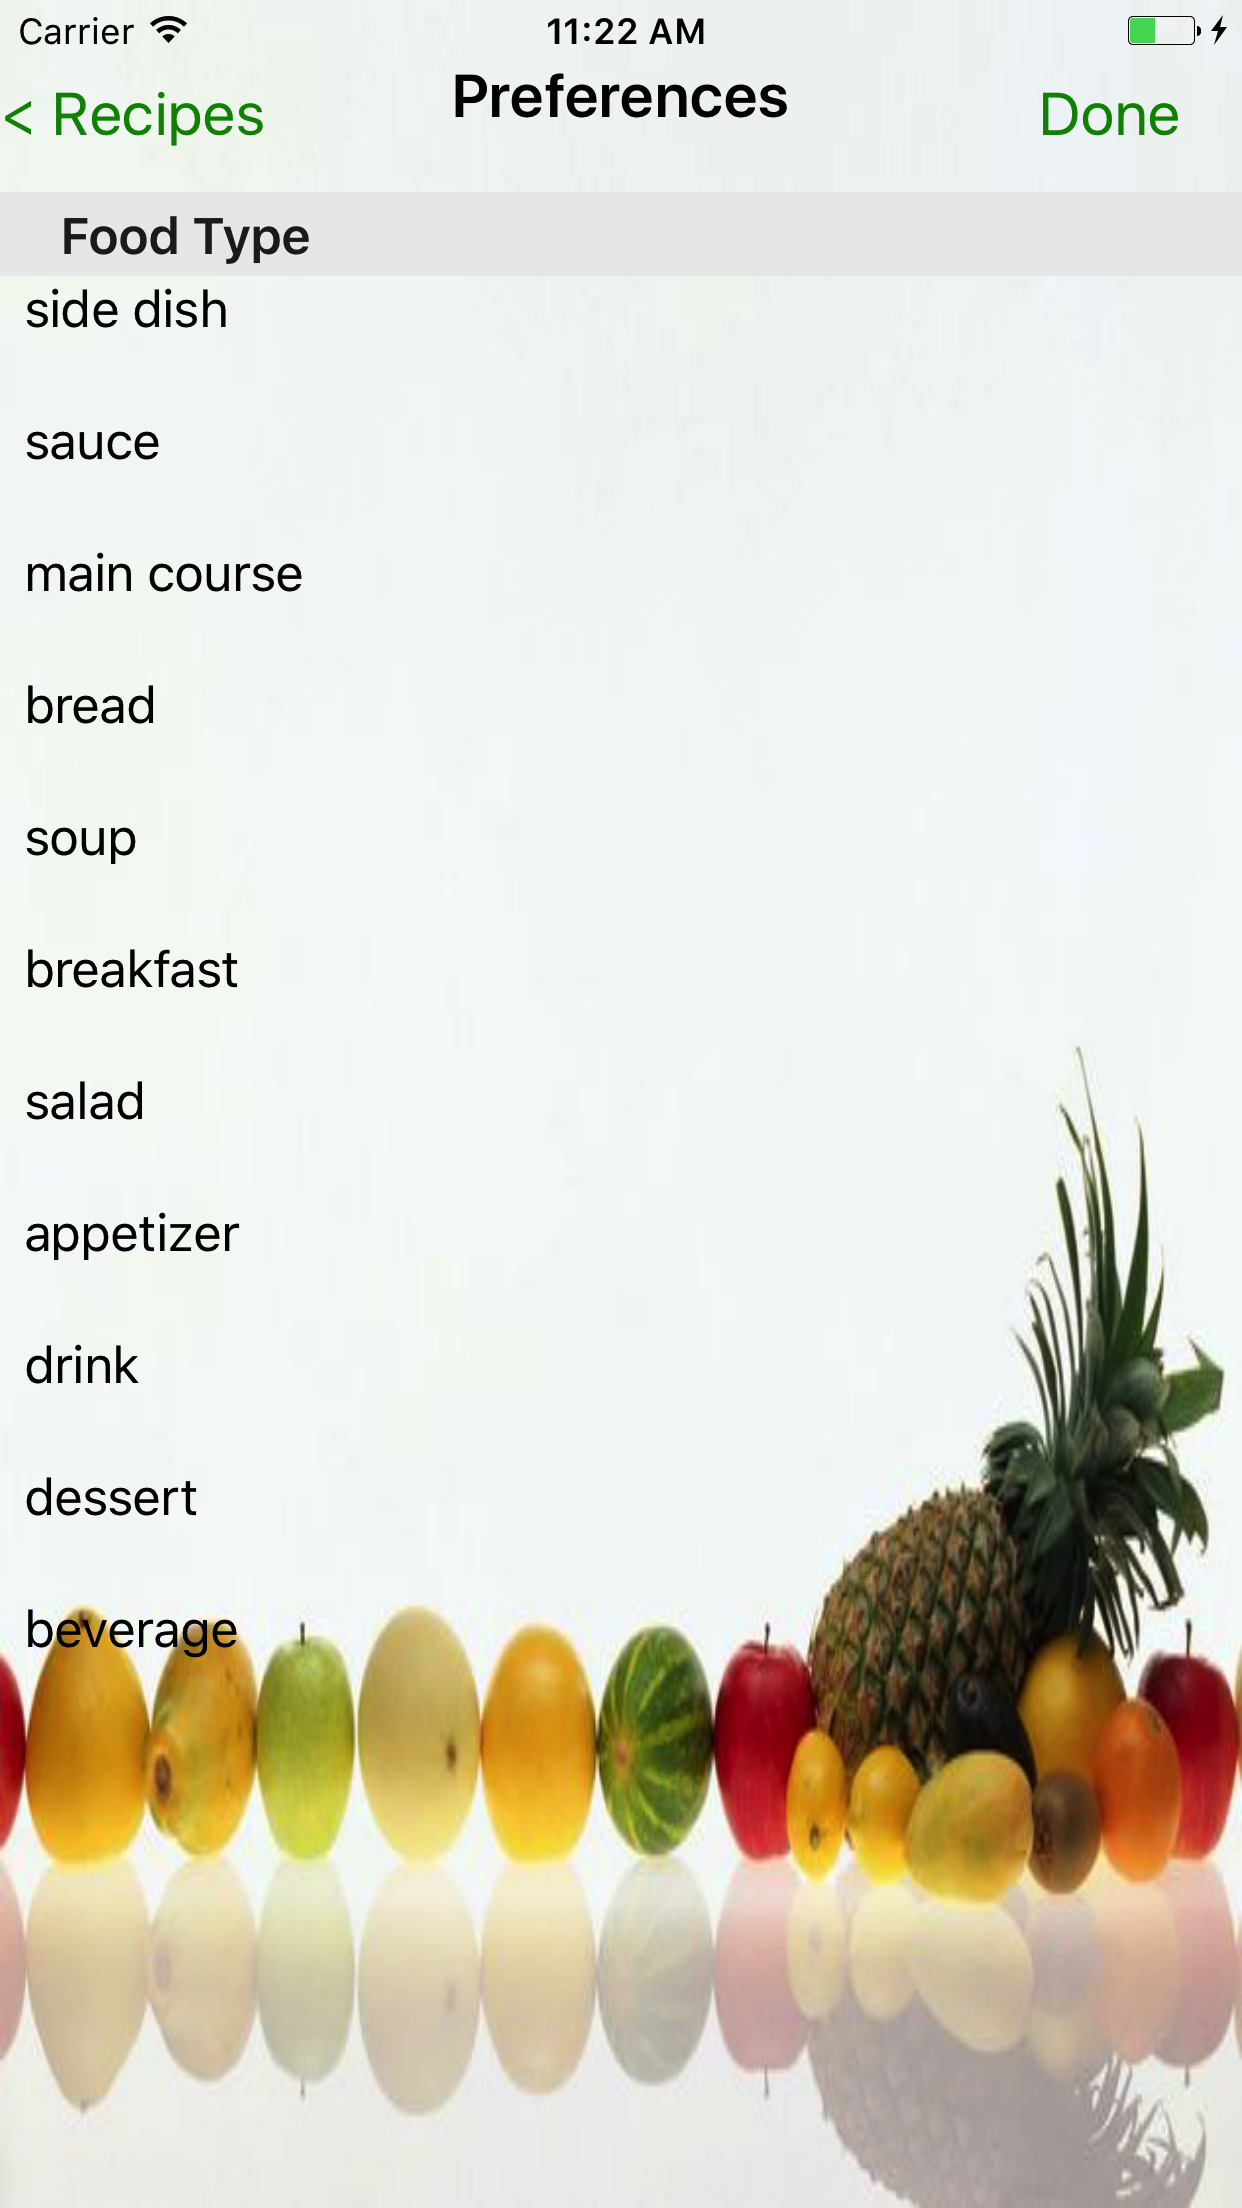 Carrier 11:22 AM
< Recipes Preferences Done
Food Type
side dish
sauce
main course
bread
soup
breakfast
salad
appetizer
drink
dessert
beverage